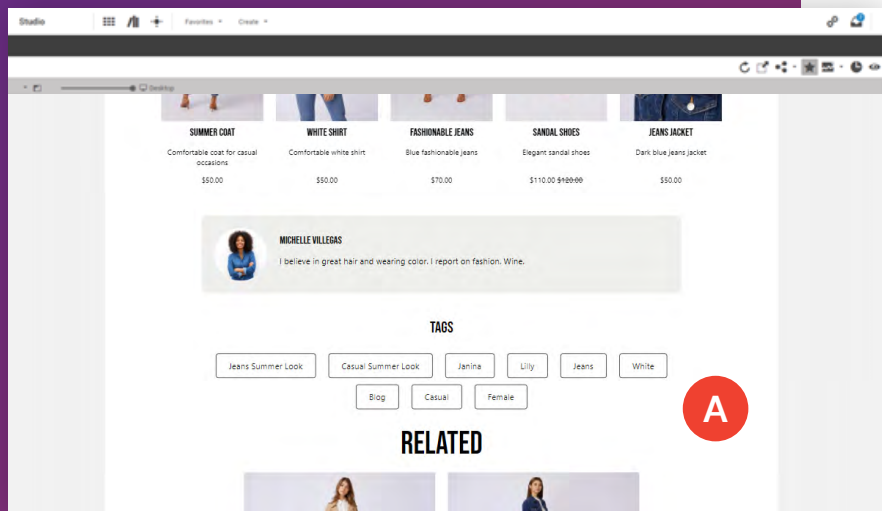 Studio Favorites Create
Desktop
SUMMER COAT WHITE SHIRT FASHIONABLE JEANS SANDAL SHOES JEANS JACKET
Comfortable coat for casual occasions Comfortable white shirt Blue fashionable jeans Elegant sandal shoes Dark blue jeans jacket
$50.00 $50.00 $70.00 $110.00 $120.00 $50.00
MICHELLE VILLEGAS
I believe in great hair and wearing color. I report on fashion. Wine.
TAGS
Jeans Summer Look Casual Summer Look Janina Lilly Jeans White
Blog Casual Female
A
RELATED